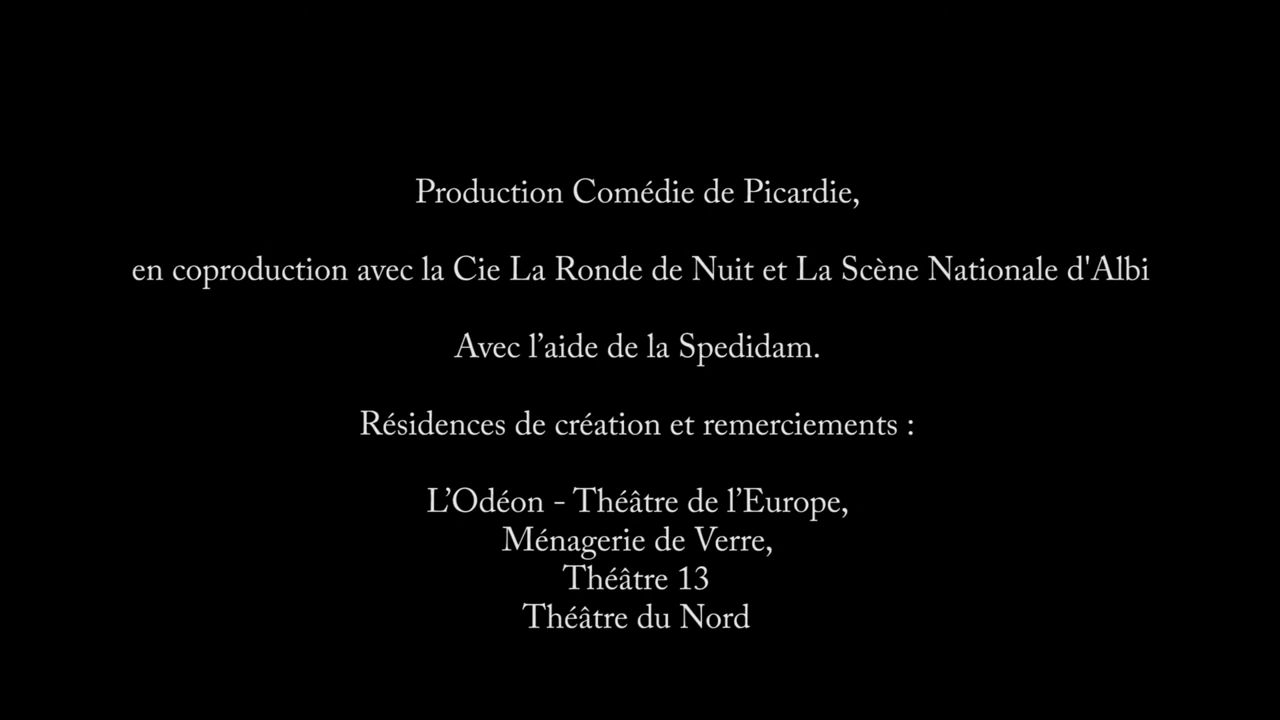 Production Comédie de Picardie,
en coproduction avec la Cie La Ronde de Nuit et La Scène Nationale d'Albi
Avec l’aide de la Spedidam.
Résidences de création et remerciements :
L’Odéon - Théâtre de l’Europe,
Ménagerie de Verre,
Théâtre 13
Théâtre du Nord